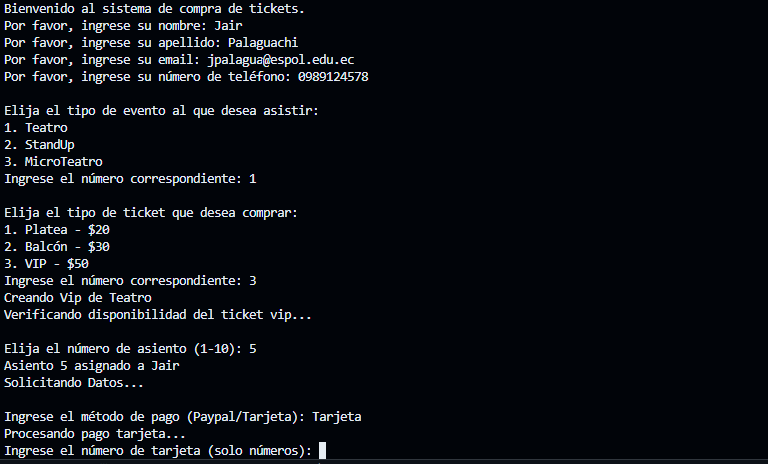 Bienvenido al sistema de compra de tickets.
Por favor, ingrese su nombre: Jair
Por favor, ingrese su apellido: Palaguachi
Por favor, ingrese su email: jpalagua@espol.edu.ec
Por favor, ingrese su número de teléfono: 0989124578
Elija el tipo de evento al que desea asistir:
1. Teatro
2. StandUp
3. MicroTeatro
Ingrese el número correspondiente: 1
Elija el tipo de ticket que desea comprar:
1. Platea - $20
2. Balcón - $30
3. VIP - $50
Ingrese el número correspondiente: 3
Creando Vip de Teatro
Verificando disponibilidad del ticket vip...
Elija el número de asiento (1-10): 5
Asiento 5 asignado a Jair
Solicitando Datos...
Ingrese el método de pago (Paypal/Tarjeta): Tarjeta
Procesando pago tarjeta...
Ingrese el número de tarjeta (solo números):